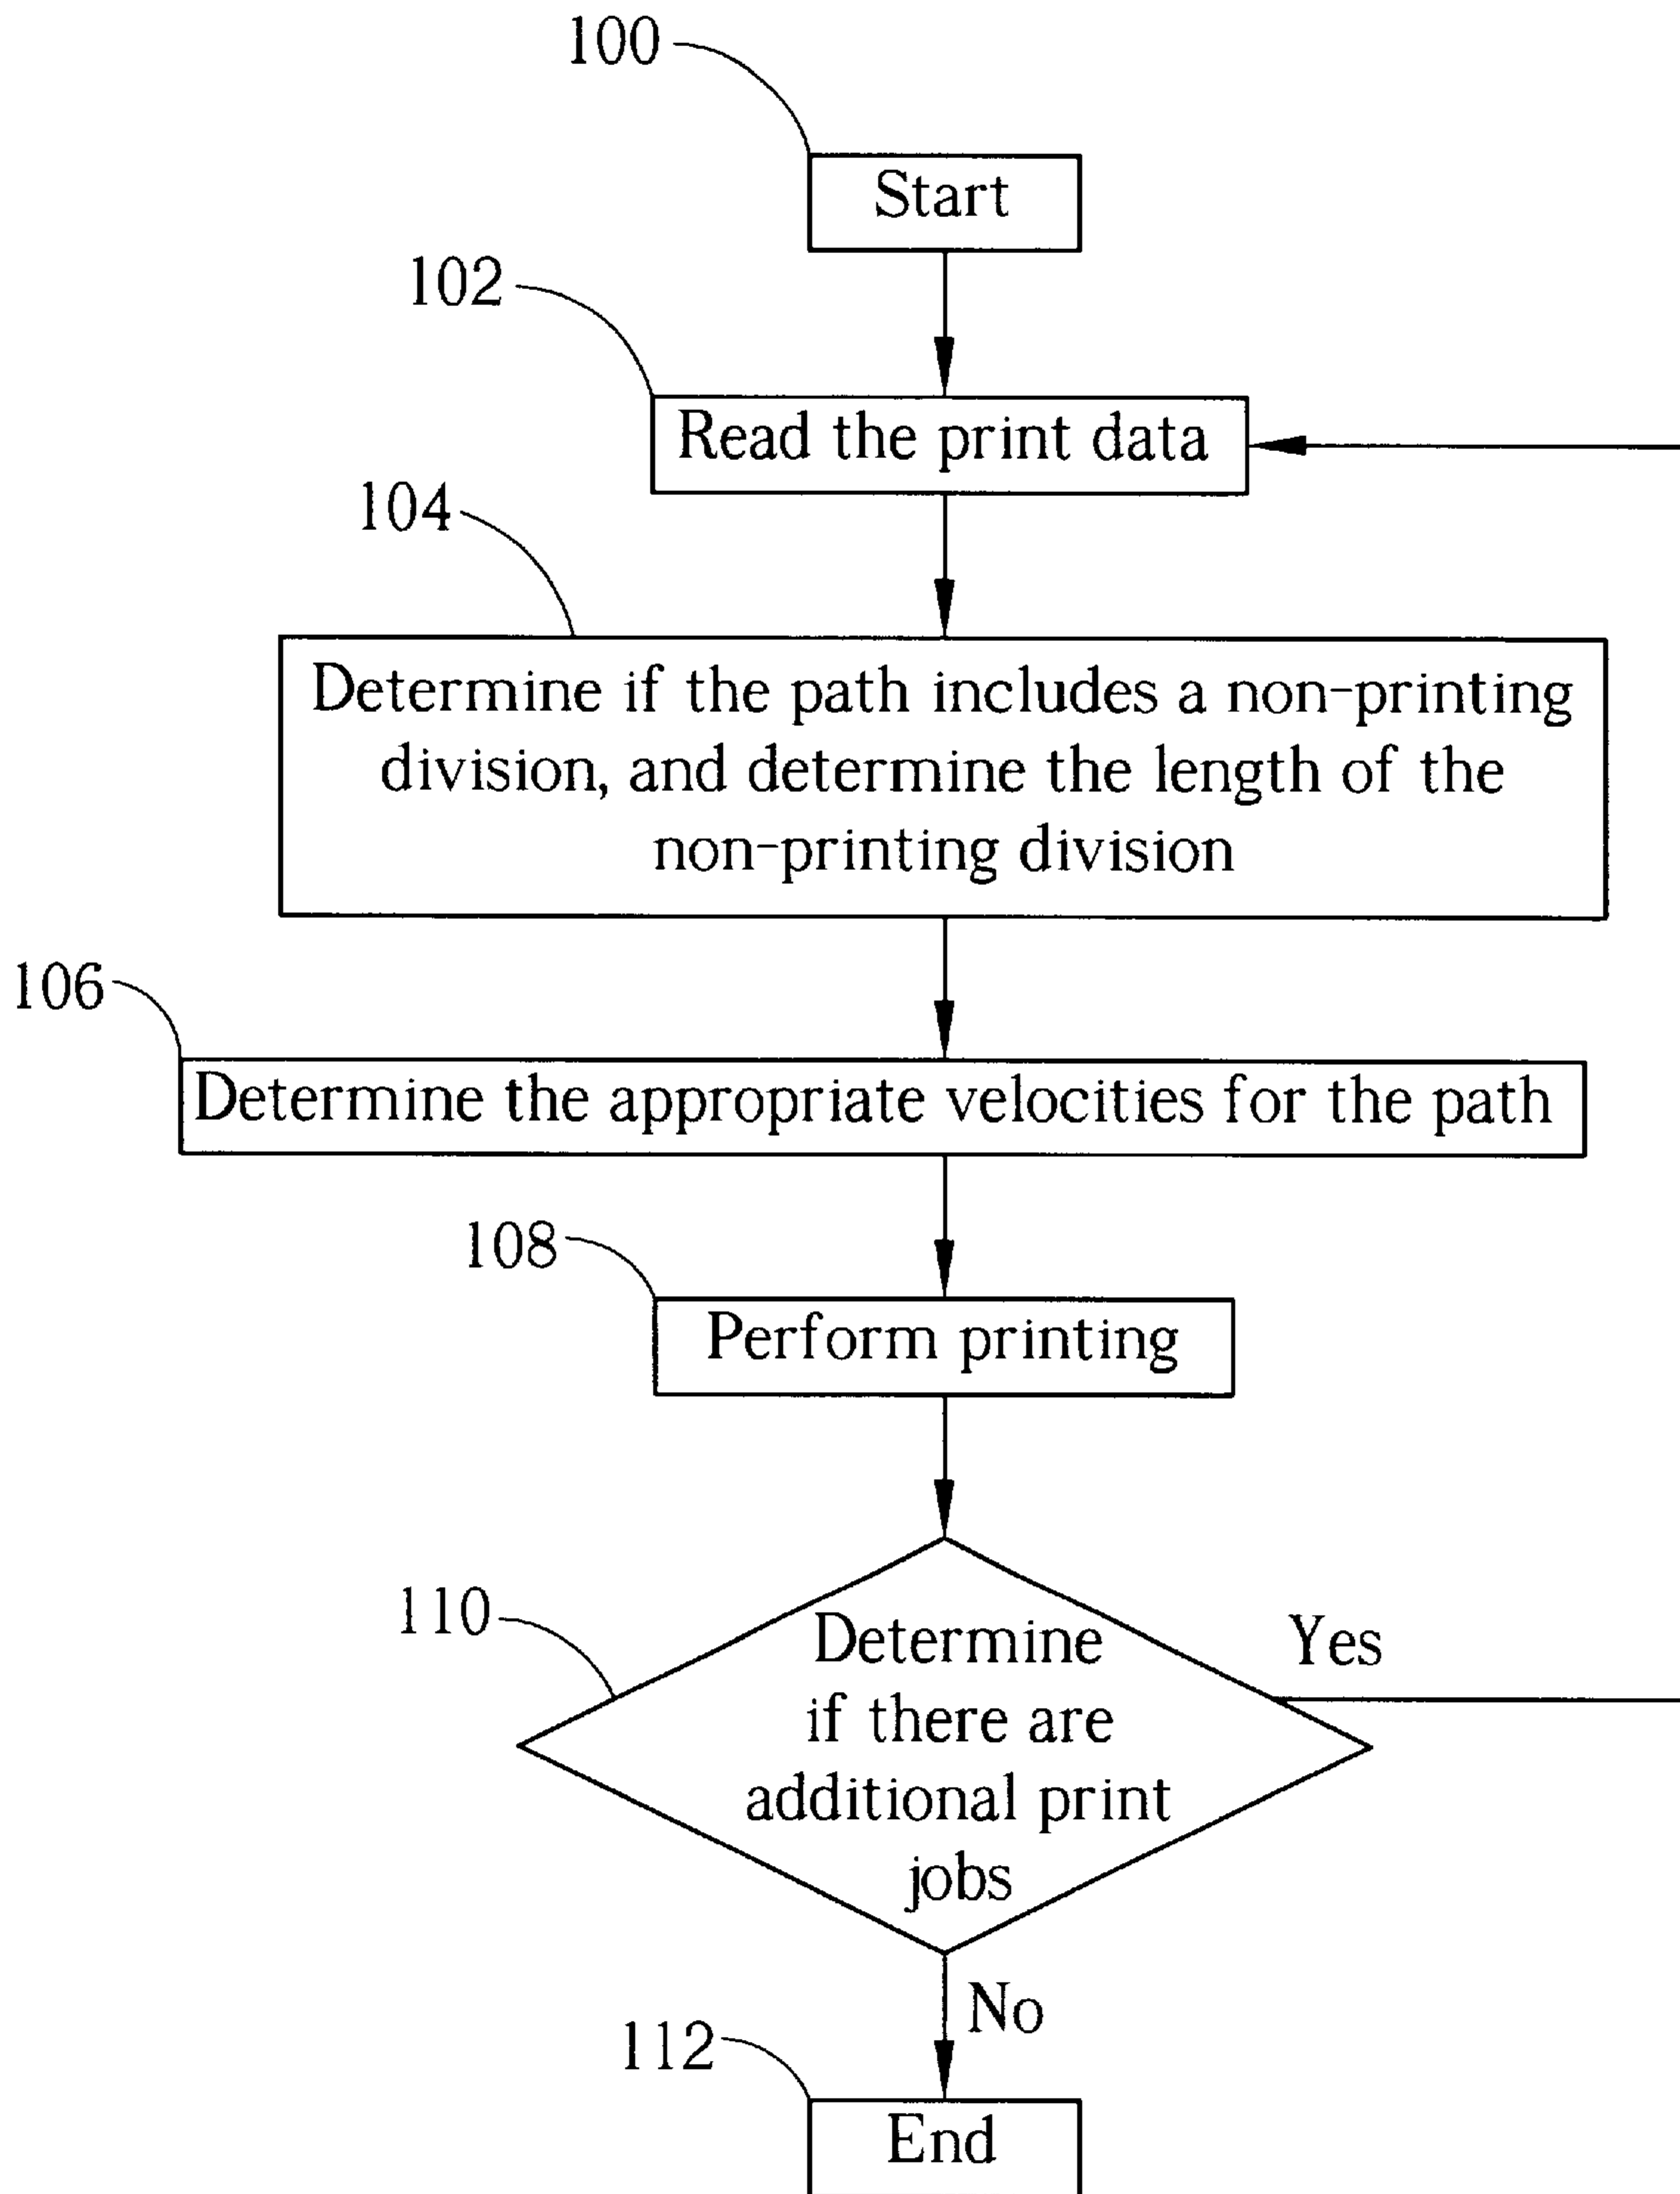 100
Start
102
Read the print data
104
Determine if the path includes a non-printing
division, and determine the length of the
non-printing division
106
Determine the appropriate velocities for the path
108
Perform printing
110
Determine
if there are
additional print
jobs
Yes
No
112
End